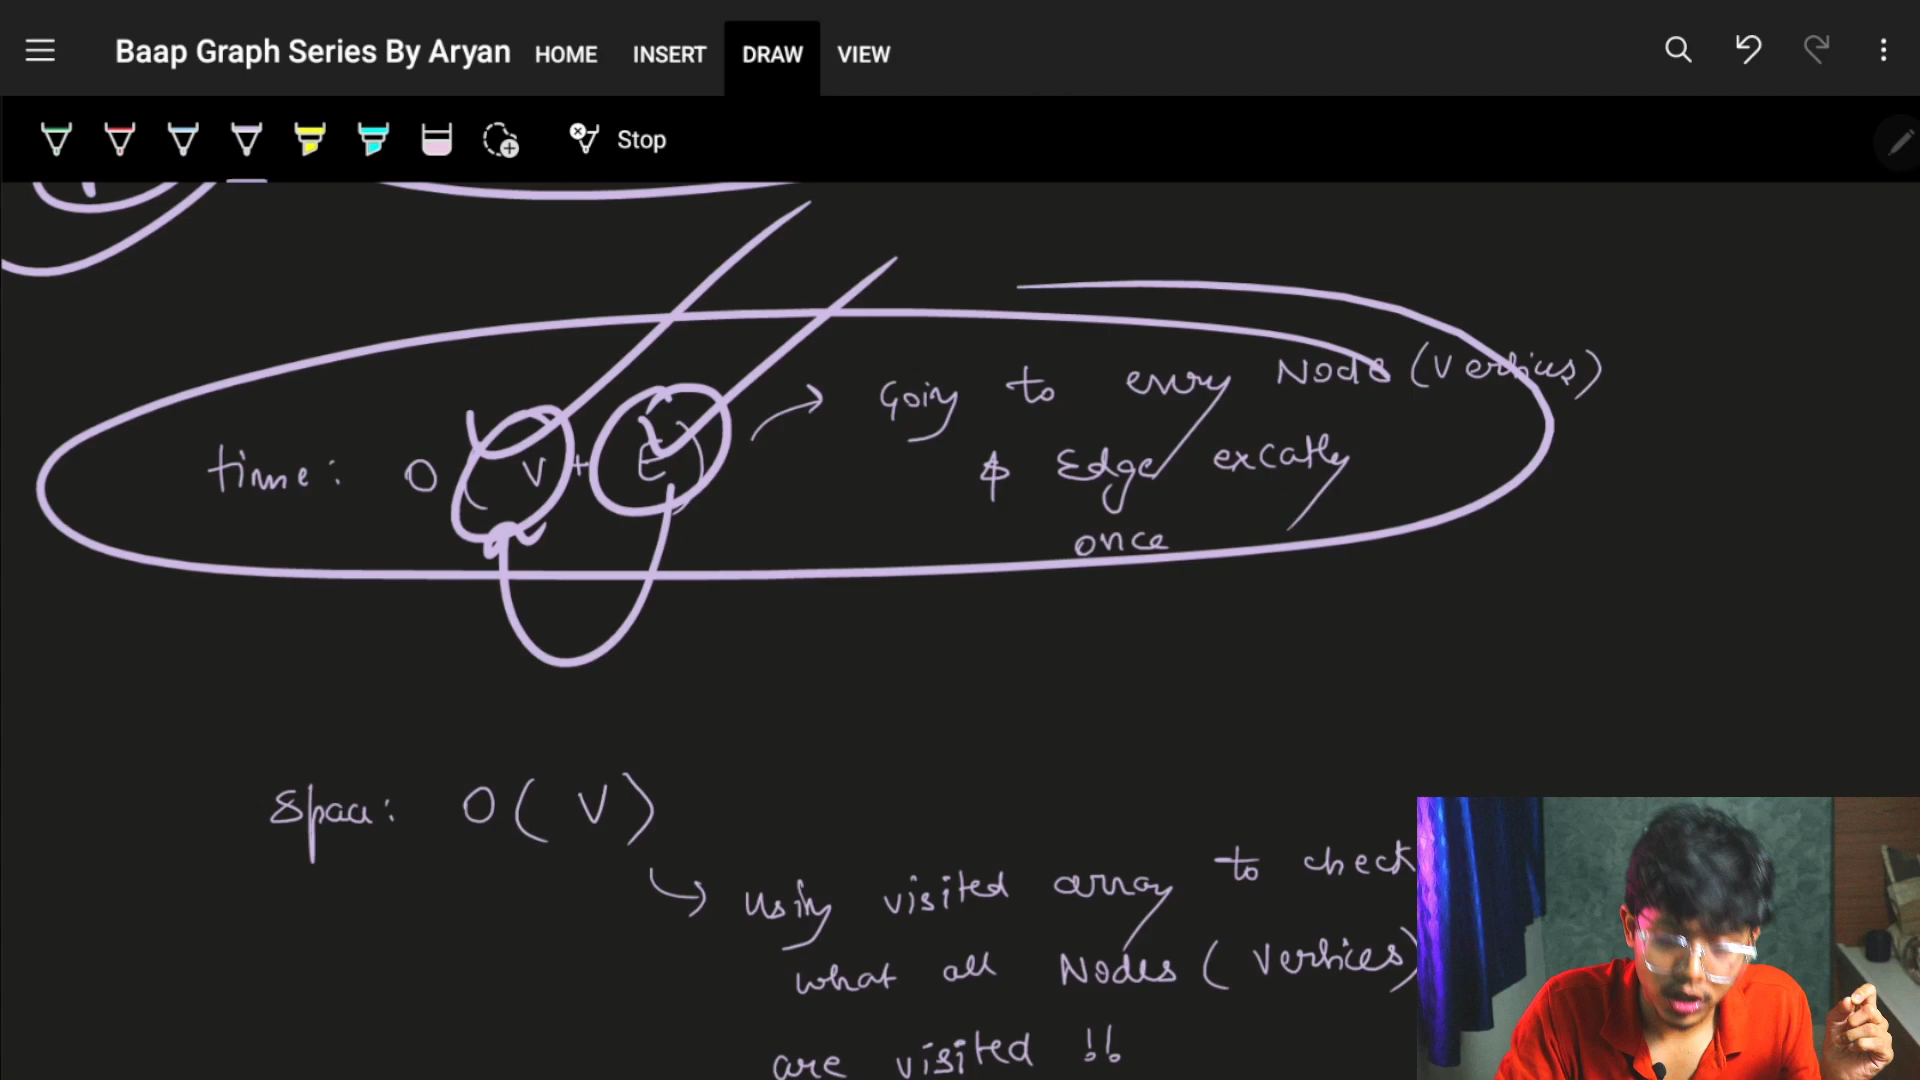 Baap Graph Series By Aryan HOME INSERT DRAW VIEW
Stop
Going to every Node (Vertices)
time: O ( V + E )
& Edge excatly
once
Space: O ( V )
Using visited array to check
what all Nodes ( Vertices )
are visited !!